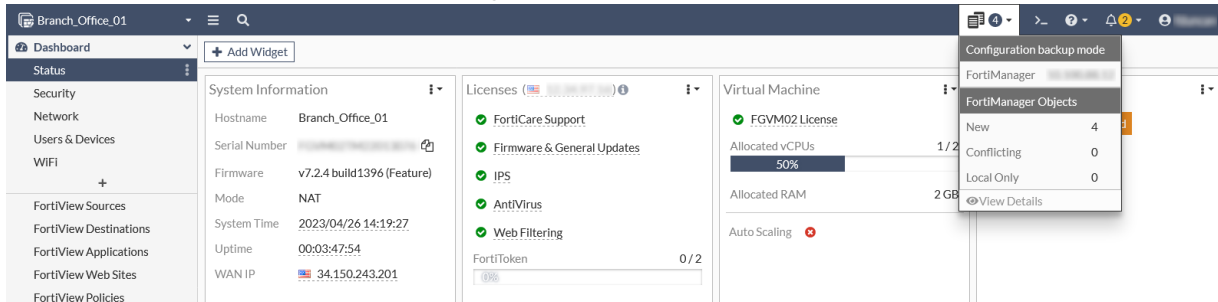 Branch_Office_01
4
2
Dashboard
Status
Security
Network
Users & Devices
WiFi
+
FortiView Sources
FortiView Destinations
FortiView Applications
FortiView Web Sites
FortiView Policies
+ Add Widget
System Information
Hostname Branch_Office_01
Serial Number
Firmware v7.2.4 build1396 (Feature)
Mode NAT
System Time 2023/04/26 14:19:27
Uptime 00:03:47:54
WAN IP 34.150.243.201
Licenses ( )
FortiCare Support
Firmware & General Updates
IPS
AntiVirus
Web Filtering
FortiToken 0 / 2
0%
Virtual Machine
FGVM02 License
Allocated vCPUs 1 / 2
50%
Allocated RAM 2 GB
Auto Scaling
Configuration backup mode
FortiManager
FortiManager Objects
New 4
Conflicting 0
Local Only 0
View Details